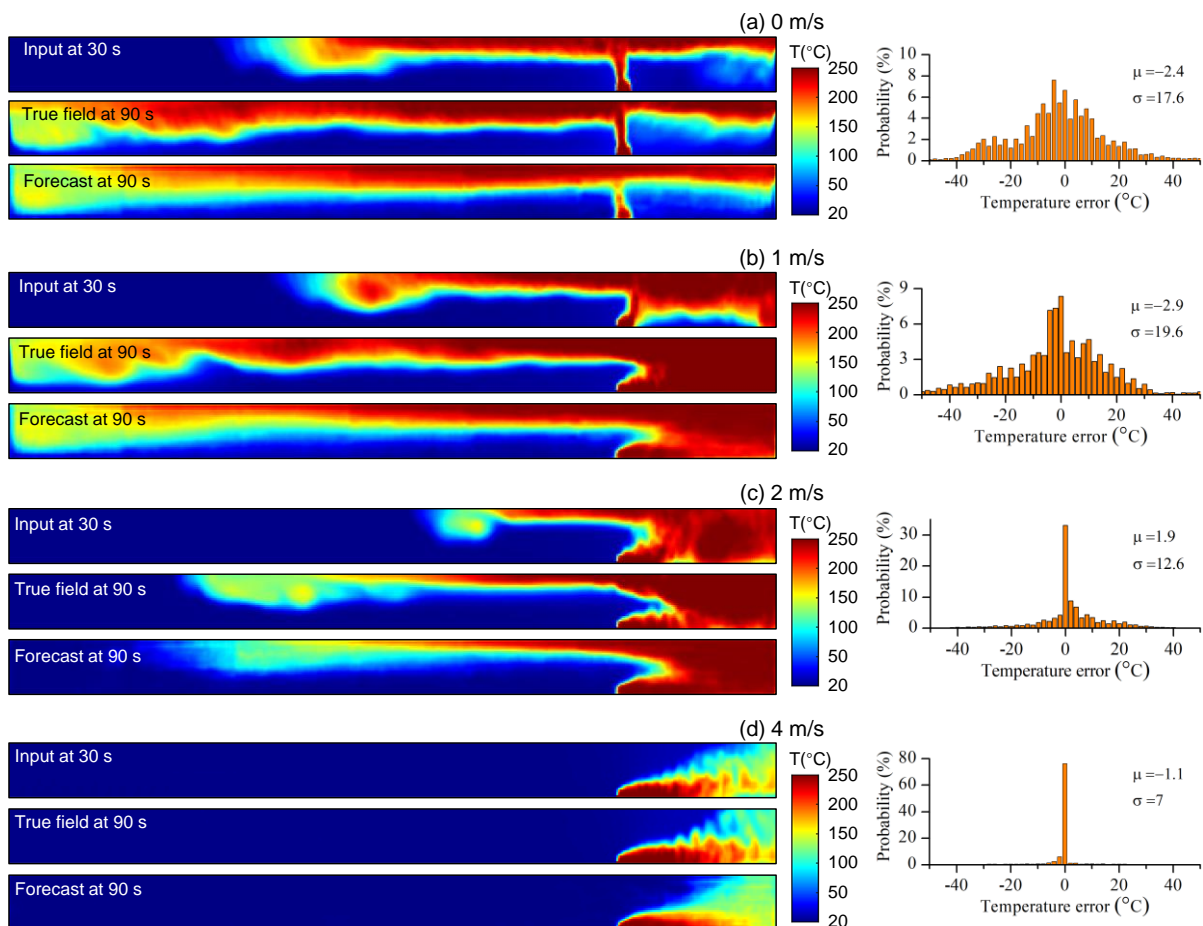 (a) 0 m/s
Input at 30 s
True field at 90 s
Forecast at 90 s
T(°C)
250
200
150
100
50
20
Probability (%)
10
8
6
4
2
0
μ=−2.4
σ=17.6
-40 -20 0 20 40
Temperature error (°C)
(b) 1 m/s
Input at 30 s
True field at 90 s
Forecast at 90 s
T(°C)
250
200
150
100
50
20
Probability (%)
9
6
3
0
μ=−2.9
σ=19.6
-40 -20 0 20 40
Temperature error (°C)
(c) 2 m/s
Input at 30 s
True field at 90 s
Forecast at 90 s
T(°C)
250
200
150
100
50
20
Probability (%)
30
20
10
0
μ=1.9
σ=12.6
-40 -20 0 20 40
Temperature error (°C)
(d) 4 m/s
Input at 30 s
True field at 90 s
Forecast at 90 s
T(°C)
250
200
150
100
50
20
Probability (%)
80
60
40
20
0
μ=−1.1
σ=7
-40 -20 0 20 40
Temperature error (°C)